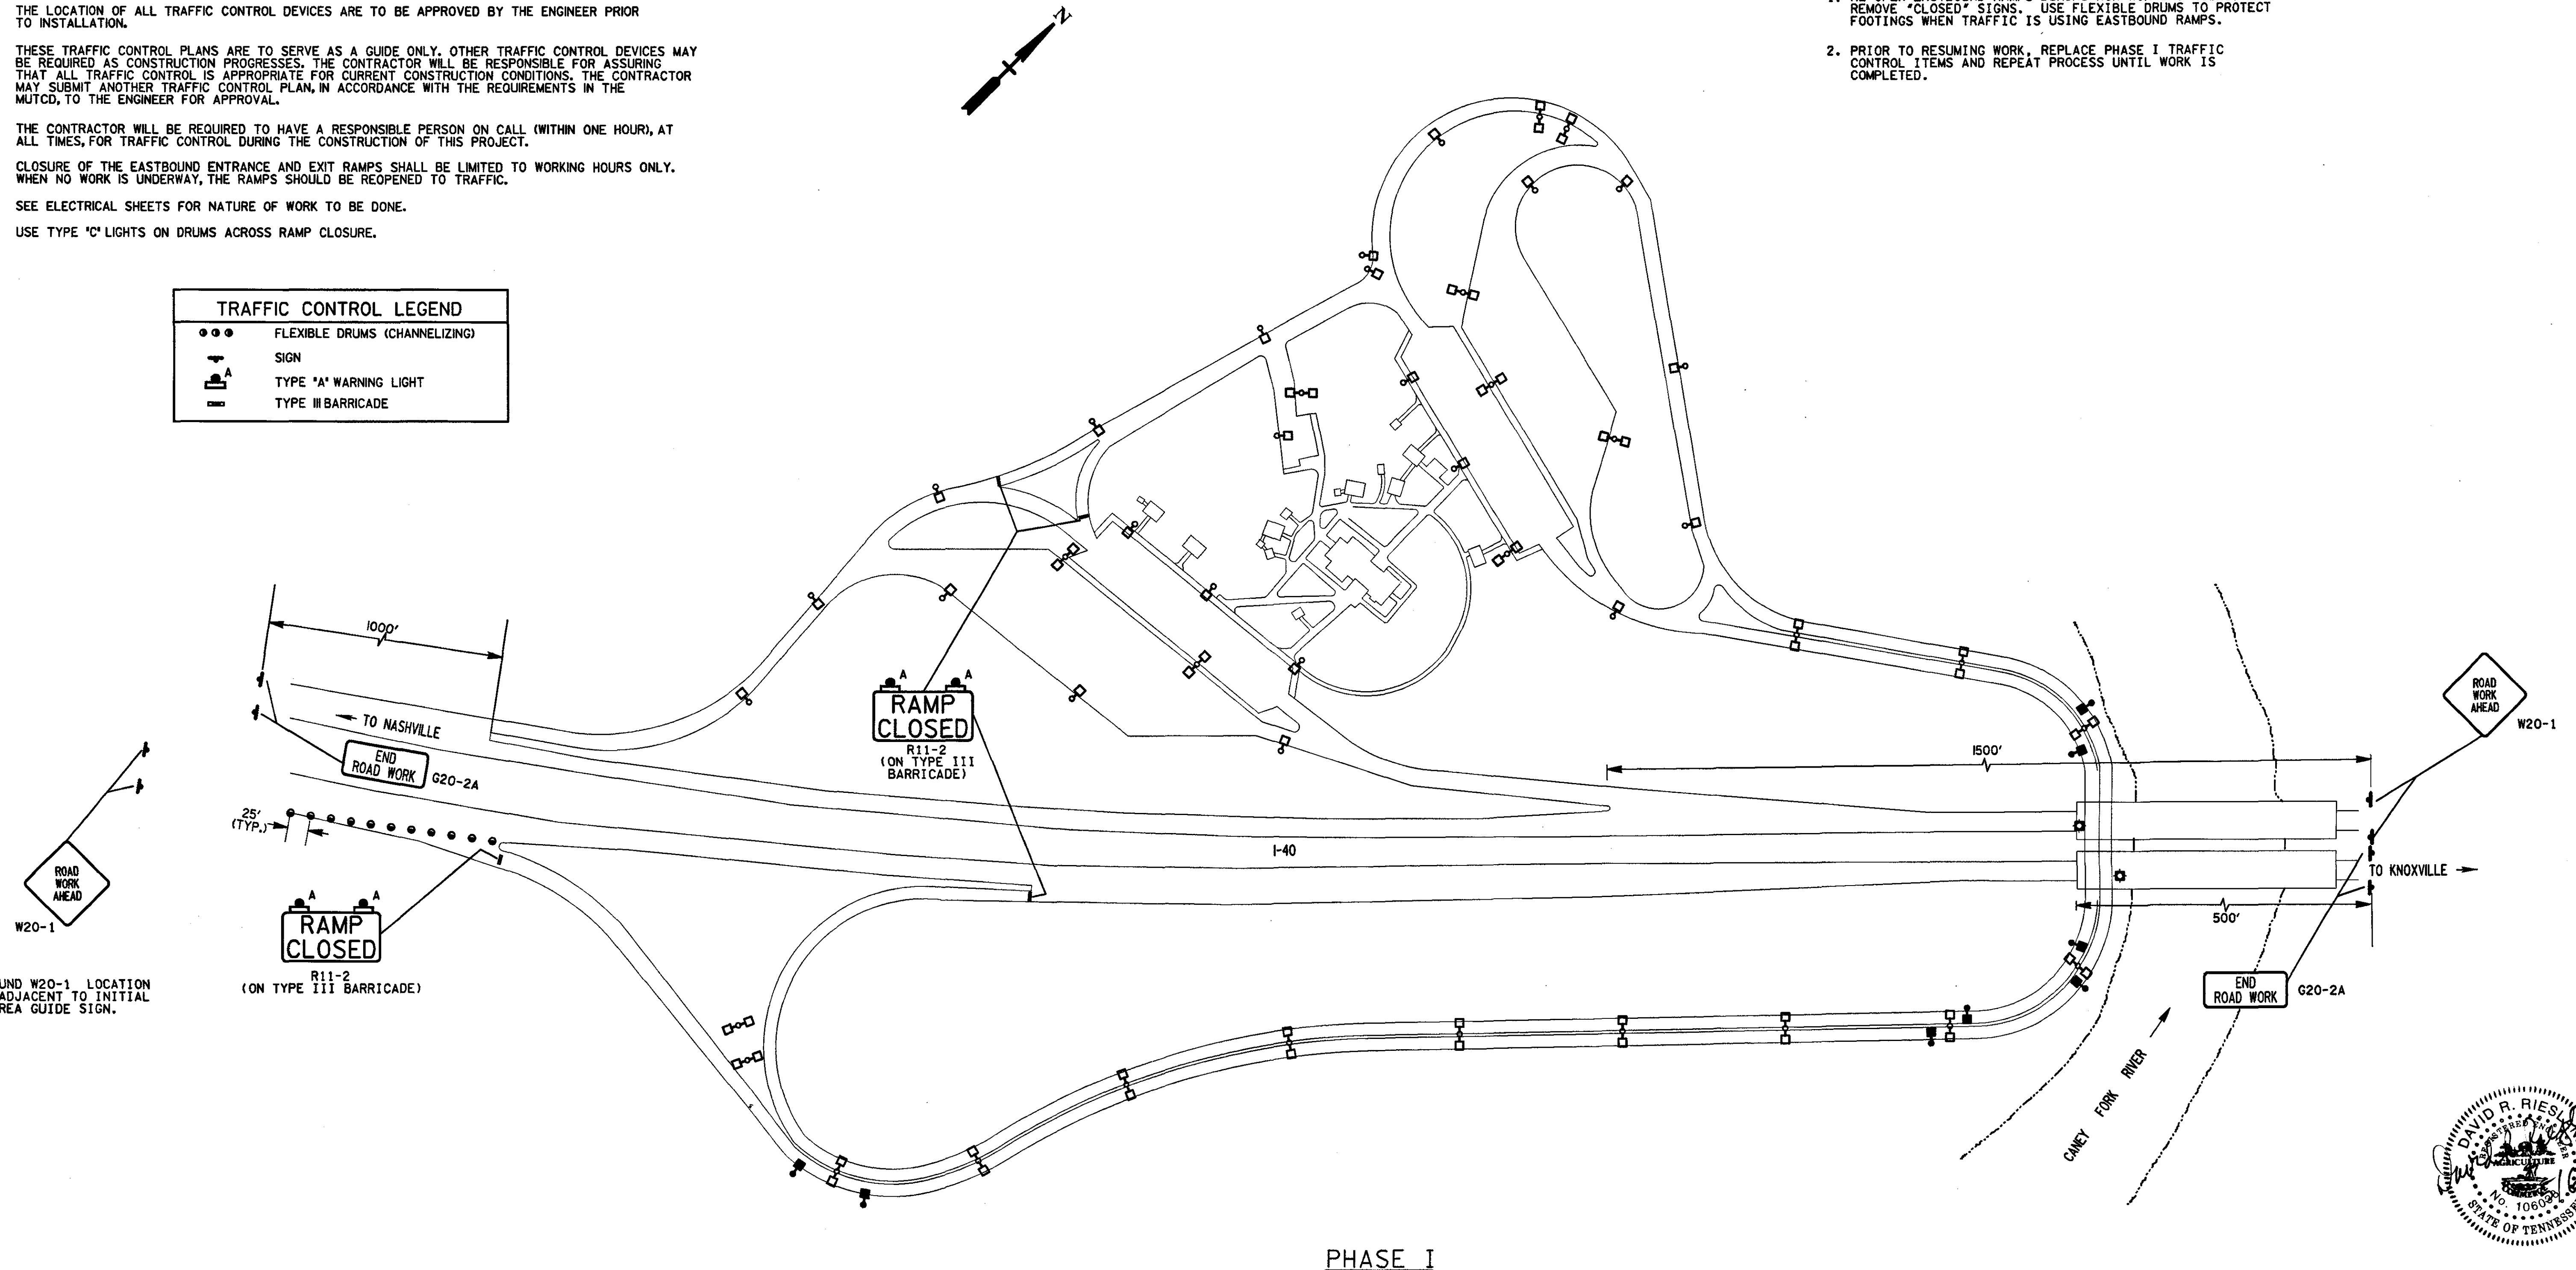 THE LOCATION OF ALL TRAFFIC CONTROL DEVICES ARE TO BE APPROVED BY THE ENGINEER PRIOR
TO INSTALLATION.
THESE TRAFFIC CONTROL PLANS ARE TO SERVE AS A GUIDE ONLY. OTHER TRAFFIC CONTROL DEVICES MAY
BE REQUIRED AS CONSTRUCTION PROGRESSES. THE CONTRACTOR WILL BE RESPONSIBLE FOR ASSURING
THAT ALL TRAFFIC CONTROL IS APPROPRIATE FOR CURRENT CONSTRUCTION CONDITIONS. THE CONTRACTOR
MAY SUBMIT ANOTHER TRAFFIC CONTROL PLAN, IN ACCORDANCE WITH THE REQUIREMENTS IN THE
MUTCD, TO THE ENGINEER FOR APPROVAL.
THE CONTRACTOR WILL BE REQUIRED TO HAVE A RESPONSIBLE PERSON ON CALL (WITHIN ONE HOUR), AT
ALL TIMES, FOR TRAFFIC CONTROL DURING THE CONSTRUCTION OF THIS PROJECT.
CLOSURE OF THE EASTBOUND ENTRANCE AND EXIT RAMPS SHALL BE LIMITED TO WORKING HOURS ONLY.
WHEN NO WORK IS UNDERWAY, THE RAMPS SHOULD BE REOPENED TO TRAFFIC.
SEE ELECTRICAL SHEETS FOR NATURE OF WORK TO BE DONE.
USE TYPE "C" LIGHTS ON DRUMS ACROSS RAMP CLOSURE.
N
REMOVE "CLOSED" SIGNS. USE FLEXIBLE DRUMS TO PROTECT
FOOTINGS WHEN TRAFFIC IS USING EASTBOUND RAMPS.
2. PRIOR TO RESUMING WORK, REPLACE PHASE I TRAFFIC
CONTROL ITEMS AND REPEAT PROCESS UNTIL WORK IS
COMPLETED.
TRAFFIC CONTROL LEGEND
FLEXIBLE DRUMS (CHANNELIZING)
SIGN
A
TYPE "A" WARNING LIGHT
TYPE III BARRICADE
1000'
TO NASHVILLE
END
ROAD WORK
G20-2A
25'
(TYP.)
ROAD
WORK
AHEAD
W20-1
A
A
RAMP
CLOSED
R11-2
(ON TYPE III BARRICADE)
UND W20-1 LOCATION
ADJACENT TO INITIAL
REA GUIDE SIGN.
A
A
RAMP
CLOSED
R11-2
(ON TYPE III
BARRICADE)
I-40
1500'
ROAD
WORK
AHEAD
W20-1
TO KNOXVILLE
500'
END
ROAD WORK
G20-2A
CANEY FORK RIVER
DAVID R. RIESL
REGISTERED ENGINEER
AGRICULTURE
COMMERCE
STATE OF TENNESSEE
PHASE I